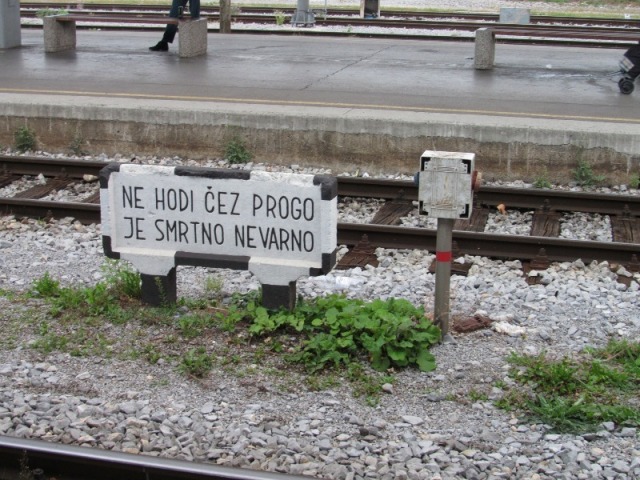 NE HODI ČEZ PROGO
JE SMRTNO NEVARNO